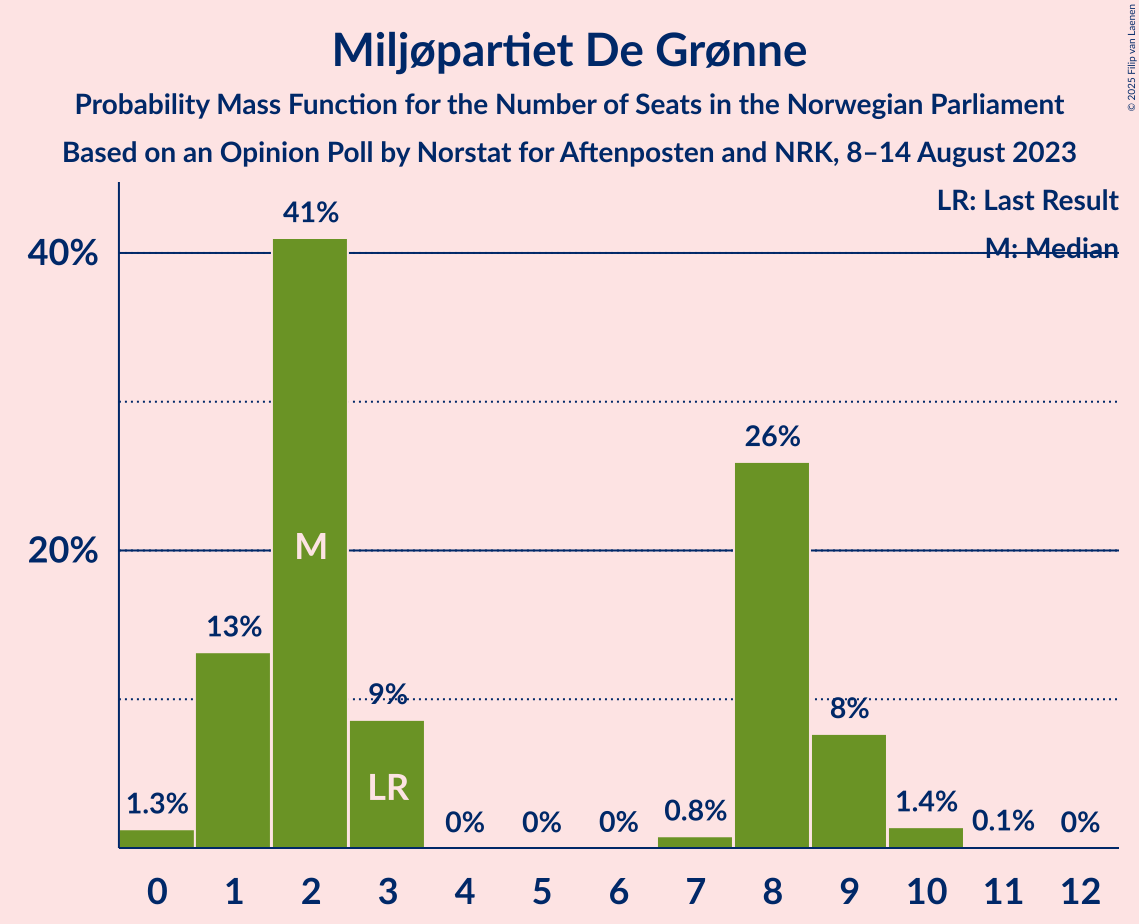 Miljøpartiet De Grønne
Probability Mass Function for the Number of Seats in the Norwegian Parliament
Based on an Opinion Poll by Norstat for Aftenposten and NRK, 8–14 August 2023
© 2025 Filip van Laenen
LR: Last Result
M: Median
41%
40%
26%
M
20%
13%
9%
8%
LR
1.3%
0%
0%
0%
0.8%
1.4%
0.1%
0%
0 1 2 3 4 5 6 7 8 9 10 11 12